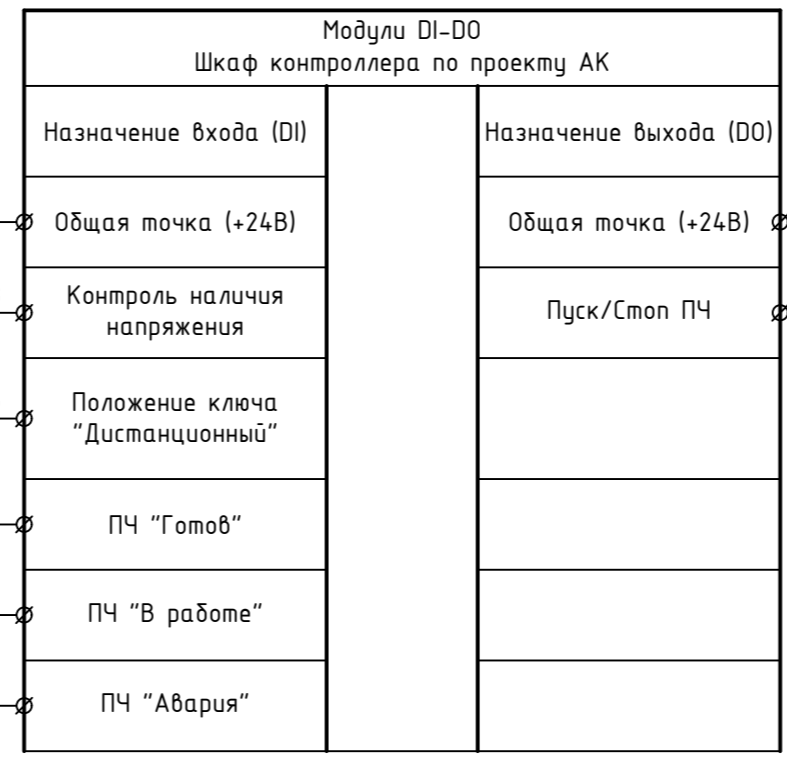 Модули DI-DO
Шкаф контроллера по проекту АК
Назначение входа (DI)
Назначение выхода (DO)
Общая точка (+24В)
Общая точка (+24В)
Контроль наличия
напряжения
Пуск/Стоп ПЧ
Положение ключа
"Дистанционный"
ПЧ "Готов"
ПЧ "В работе"
ПЧ "Авария"